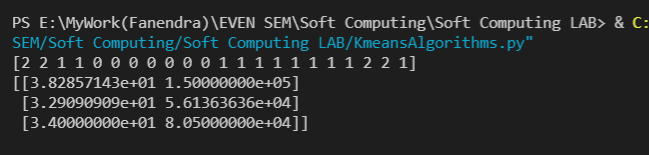 PS E:\MyWork(Fanendra)\EVEN SEM\Soft Computing\Soft Computing LAB> & C:
SEM/Soft Computing/Soft Computing LAB/KmeansAlgorithms.py"
[2 2 1 1 0 0 0 0 0 0 0 1 1 1 1 1 1 1 1 2 2 1]
[[3.82857143e+01 1.50000000e+05]
[3.29090909e+01 5.61363636e+04]
[3.40000000e+01 8.05000000e+04]]